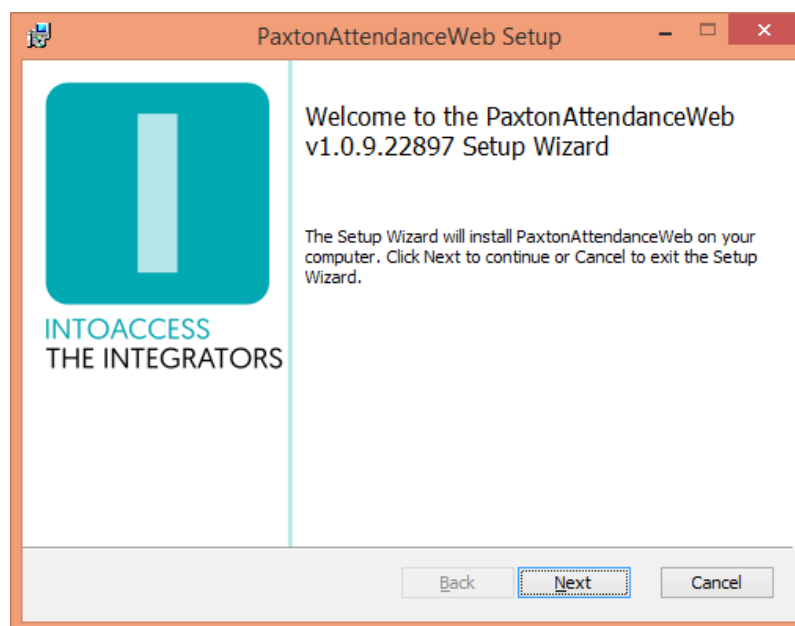 PaxtonAttendanceWeb Setup
Welcome to the PaxtonAttendanceWeb
v1.0.9.22897 Setup Wizard
The Setup Wizard will install PaxtonAttendanceWeb on your
computer. Click Next to continue or Cancel to exit the Setup
Wizard.
INTOACCESS
THE INTEGRATORS
Back Next Cancel